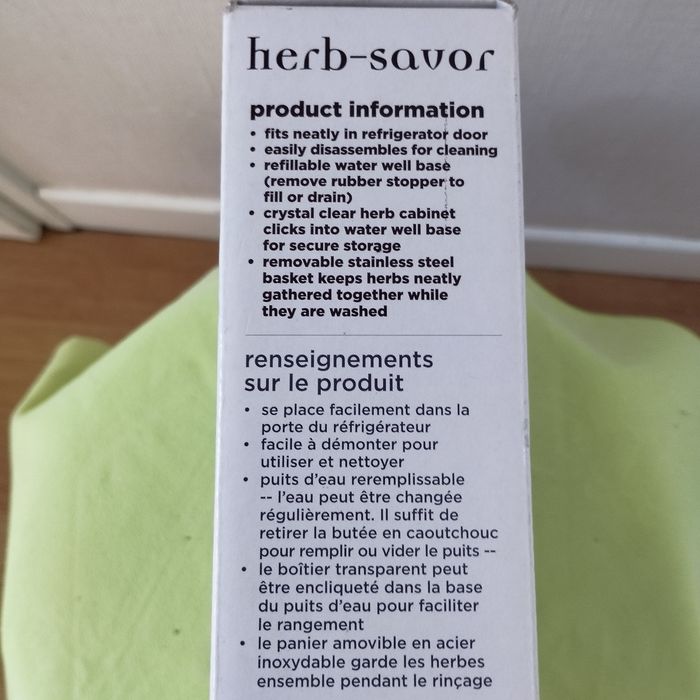 herb-savor
product information
• fits neatly in refrigerator door
• easily disassembles for cleaning
• refillable water well base
(remove rubber stopper to
fill or drain)
• crystal clear herb cabinet
clicks into water well base
for secure storage
• removable stainless steel
basket keeps herbs neatly
gathered together while
they are washed
renseignements
sur le produit
• se place facilement dans la
porte du réfrigérateur
• facile à démonter pour
utiliser et nettoyer
• puits d'eau reremplissable
-- l'eau peut être changée
régulièrement. Il suffit de
retirer la butée en caoutchouc
pour remplir ou vider le puits --
• le boîtier transparent peut
être encliqueté dans la base
du puits d'eau pour faciliter
le rangement
• le panier amovible en acier
inoxydable garde les herbes
ensemble pendant le rinçage